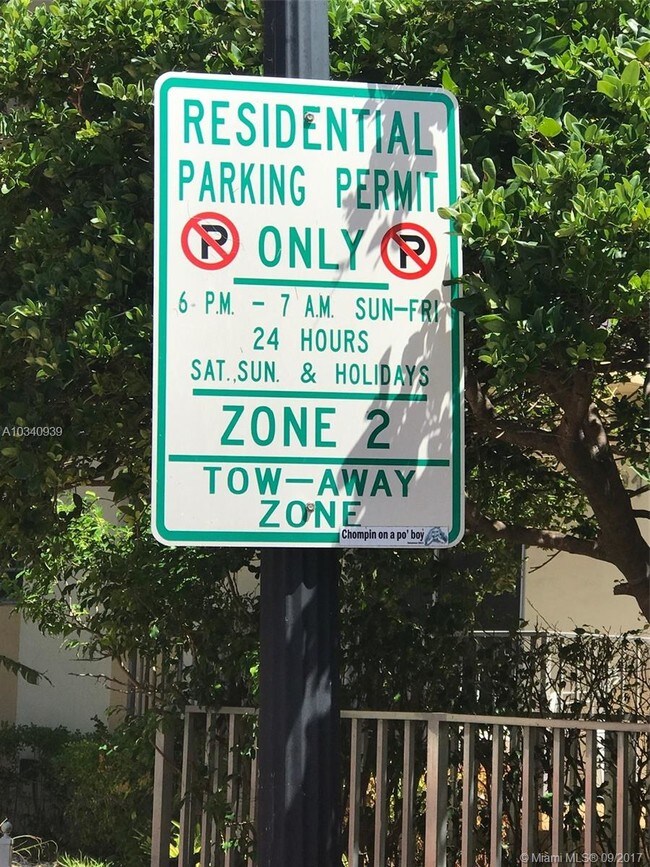 RESIDENTIAL
PARKING PERMIT
P ONLY P
6 P.M. - 7 A.M. SUN-FRI
24 HOURS
SAT.,SUN. & HOLIDAYS
ZONE 2
TOW-AWAY
ZONE
Chompin on a po' boy
A10340939
© Miami MLS® 09/2017